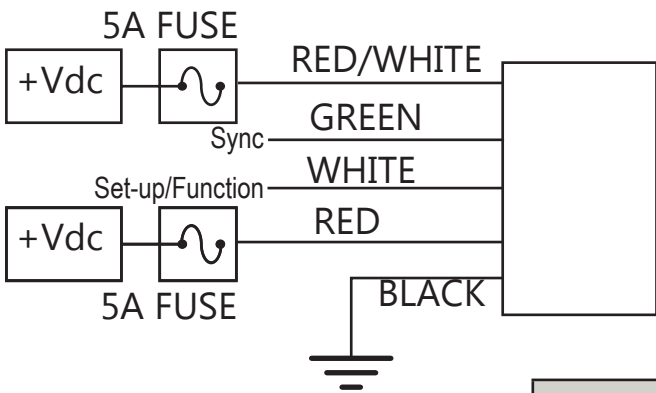 5A FUSE
+Vdc
RED/WHITE
Sync
GREEN
Set-up/Function
WHITE
+Vdc
RED
5A FUSE
BLACK